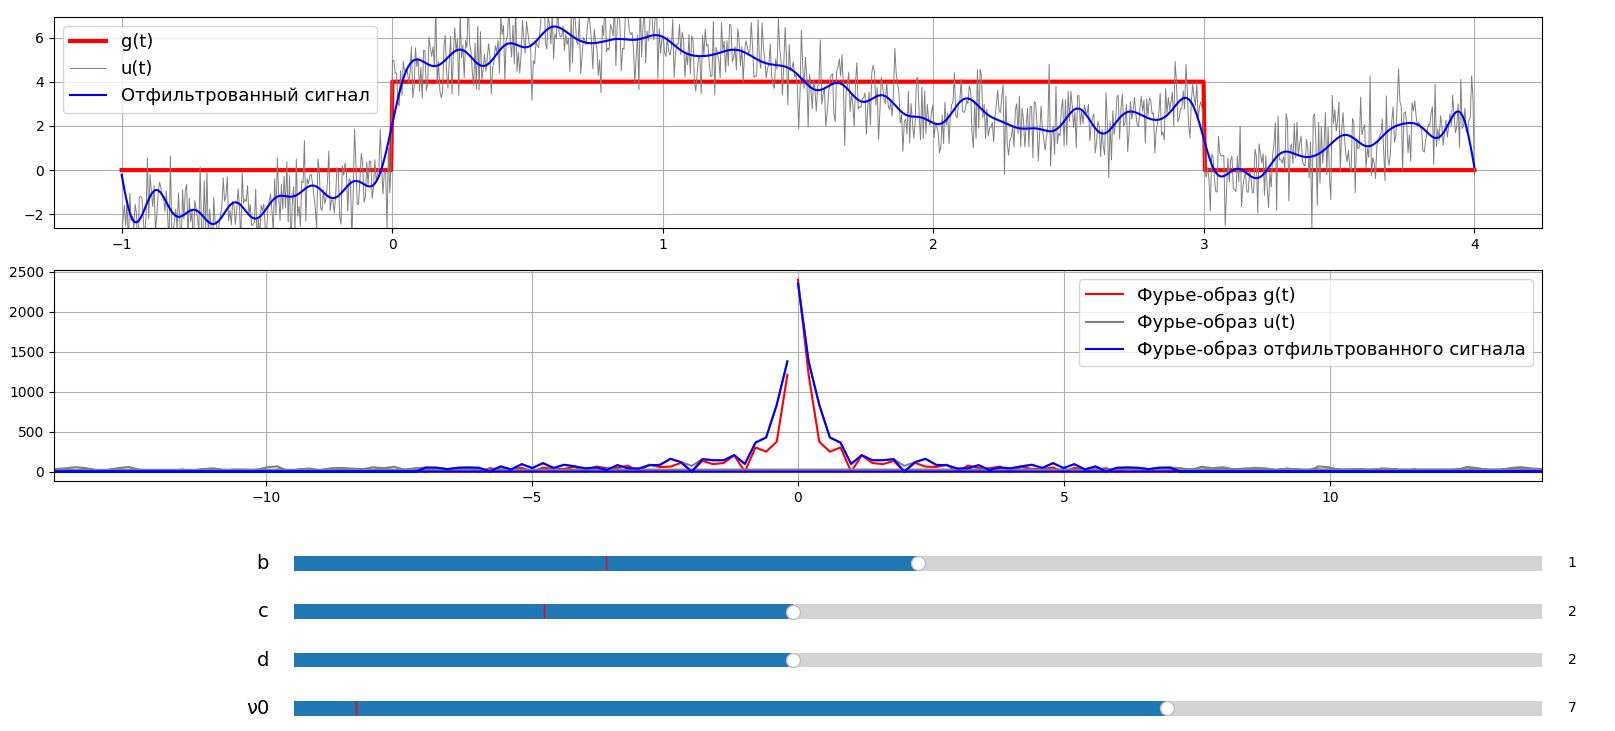 6
4
2
0
−2
g(t)
u(t)
Отфильтрованный сигнал
−1 0 1 2 3 4
2500
2000
1500
1000
500
0
Фурье-образ g(t)
Фурье-образ u(t)
Фурье-образ отфильтрованного сигнала
−10 −5 0 5 10
b 1
c 2
d 2
ν0 7